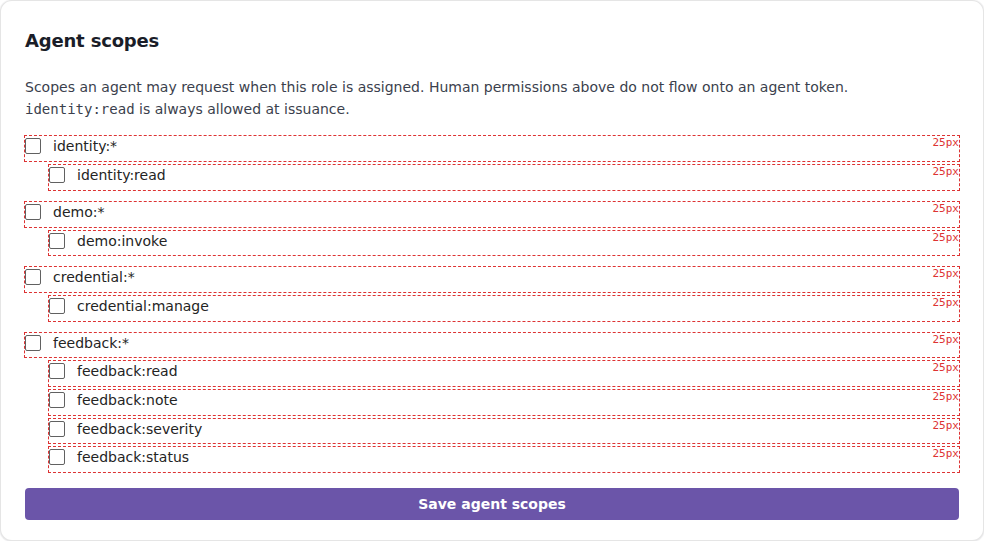 Agent scopes
Scopes an agent may request when this role is assigned. Human permissions above do not flow onto an agent token.
identity:read is always allowed at issuance.
identity:* 25px
identity:read 25px
demo:* 25px
demo:invoke 25px
credential:* 25px
credential:manage 25px
feedback:* 25px
feedback:read 25px
feedback:note 25px
feedback:severity 25px
feedback:status 25px
Save agent scopes